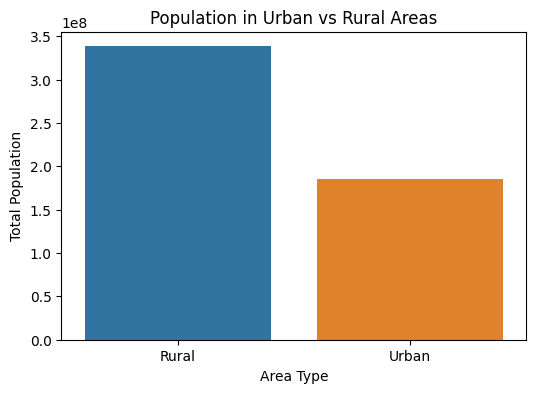 Population in Urban vs Rural Areas
1e8
3.5
3.0
2.5
2.0
1.5
1.0
0.5
0.0
Total Population
Rural
Urban
Area Type